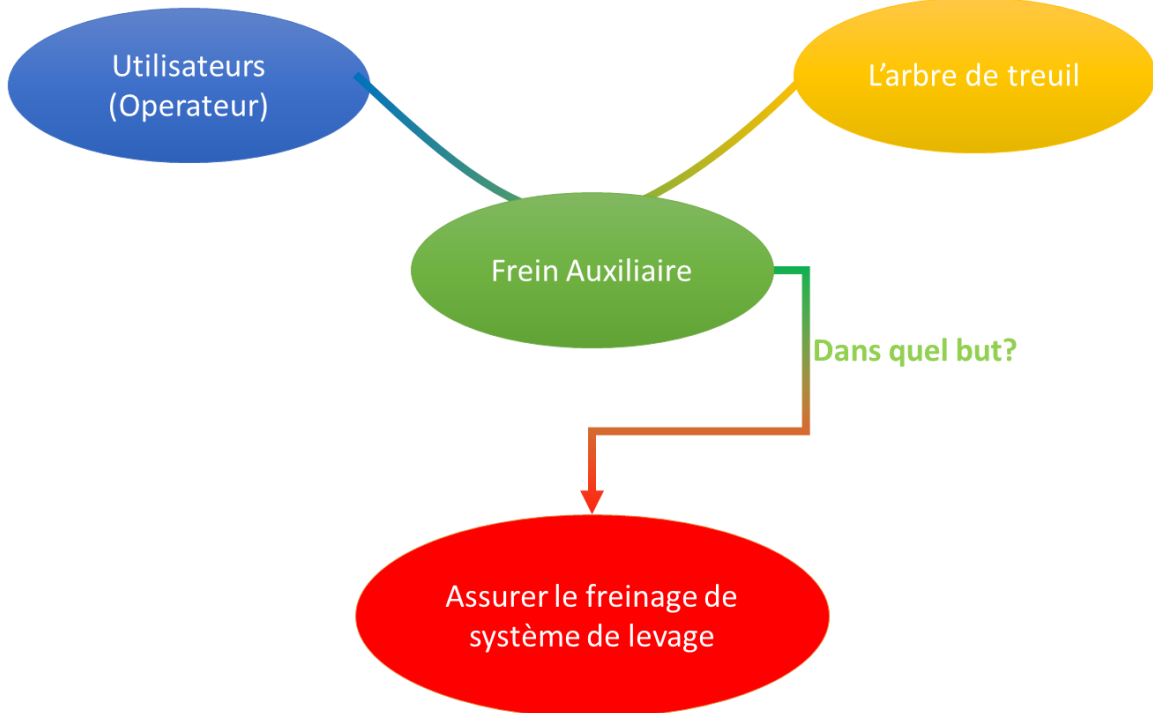 Utilisateurs
(Operateur)
L’arbre de treuil
Frein Auxiliaire
Dans quel but?
Assurer le freinage de
système de levage